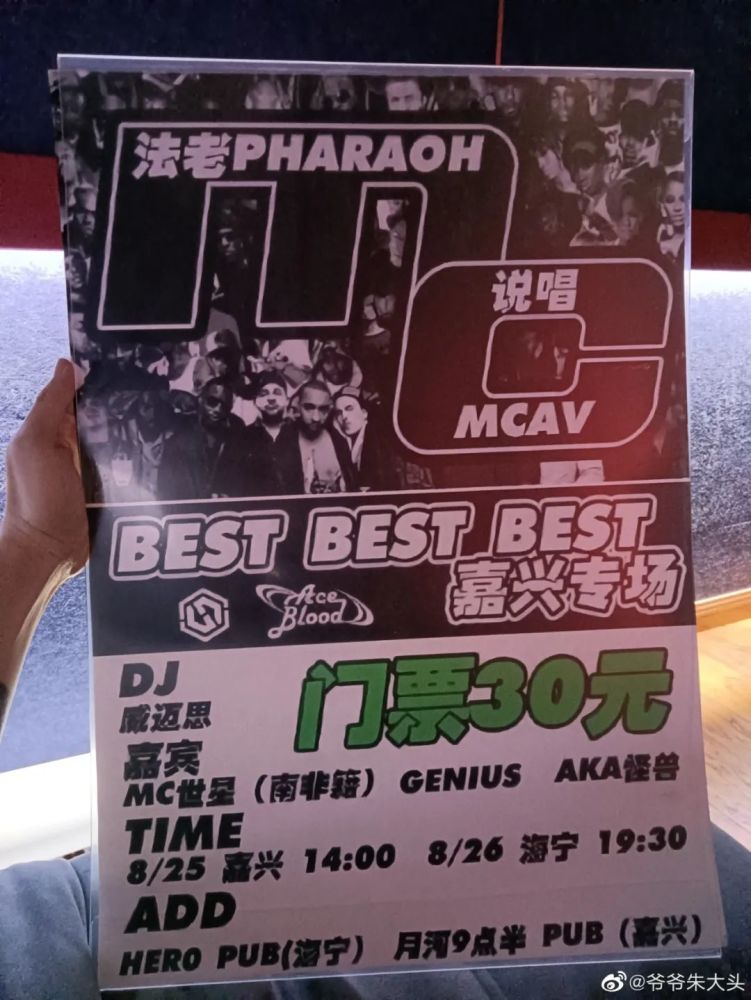 法老PHARAOH
MC
说唱
MCAV
BEST BEST BEST
嘉兴专场
Ace
Blood
DJ
威迈思
门票30元
嘉宾
MC世星（南非籍） GENIUS AKA怪兽
TIME
8/25 嘉兴 14:00 8/26 海宁 19:30
ADD
HERO PUB(海宁） 月河9点半 PUB（嘉兴）
@爷爷朱大头